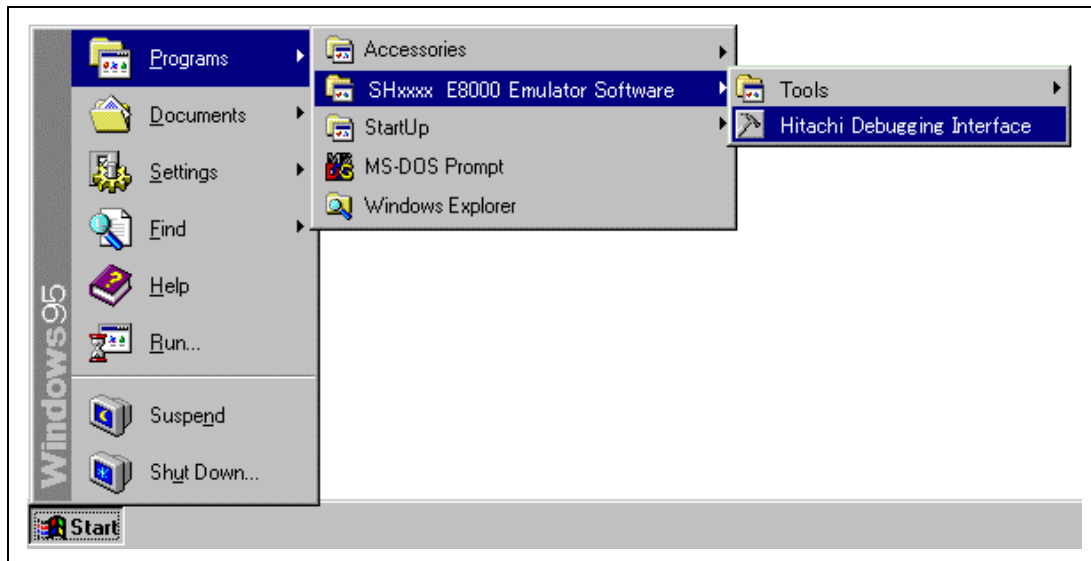 Programs
Documents
Settings
Find
Help
Run...
Suspend
Shut Down...
Windows95
Start
Accessories
SHxxxx E8000 Emulator Software
StartUp
MS-DOS Prompt
Windows Explorer
Tools
Hitachi Debugging Interface